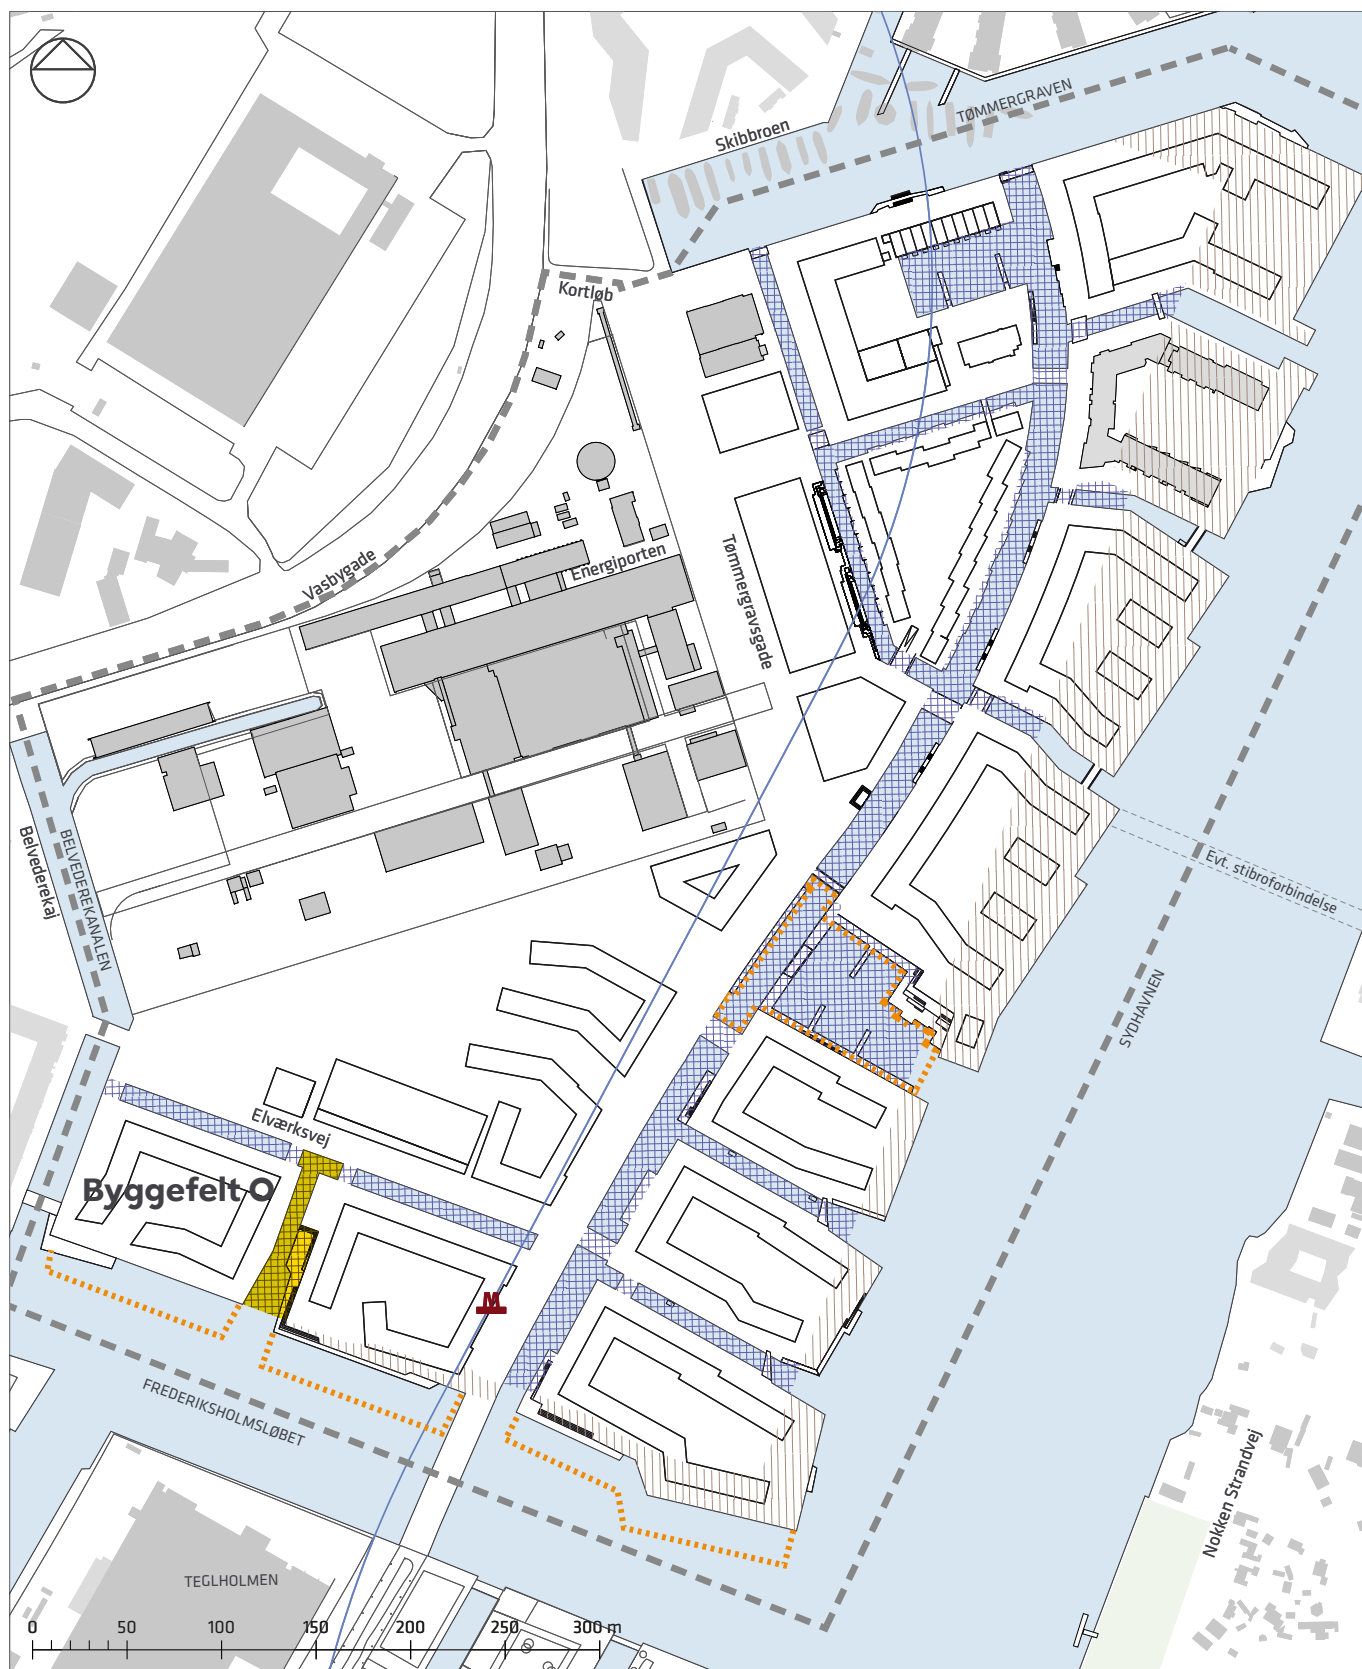 TØMMERGRAVEN
Skibbroen
Kortløb
Energiporten
Vasbygade
Tømmergravsgade
Belvederekaj
BELVEDEREKANALEN
Evt. stibroforbindelse
SYDHAVNEN
Elværksvej
Byggefelt O
M
FREDERIKSHOLMSLØBET
Nokken Strandvej
TEGLHOLMEN
0 50 100 150 200 250 300 m